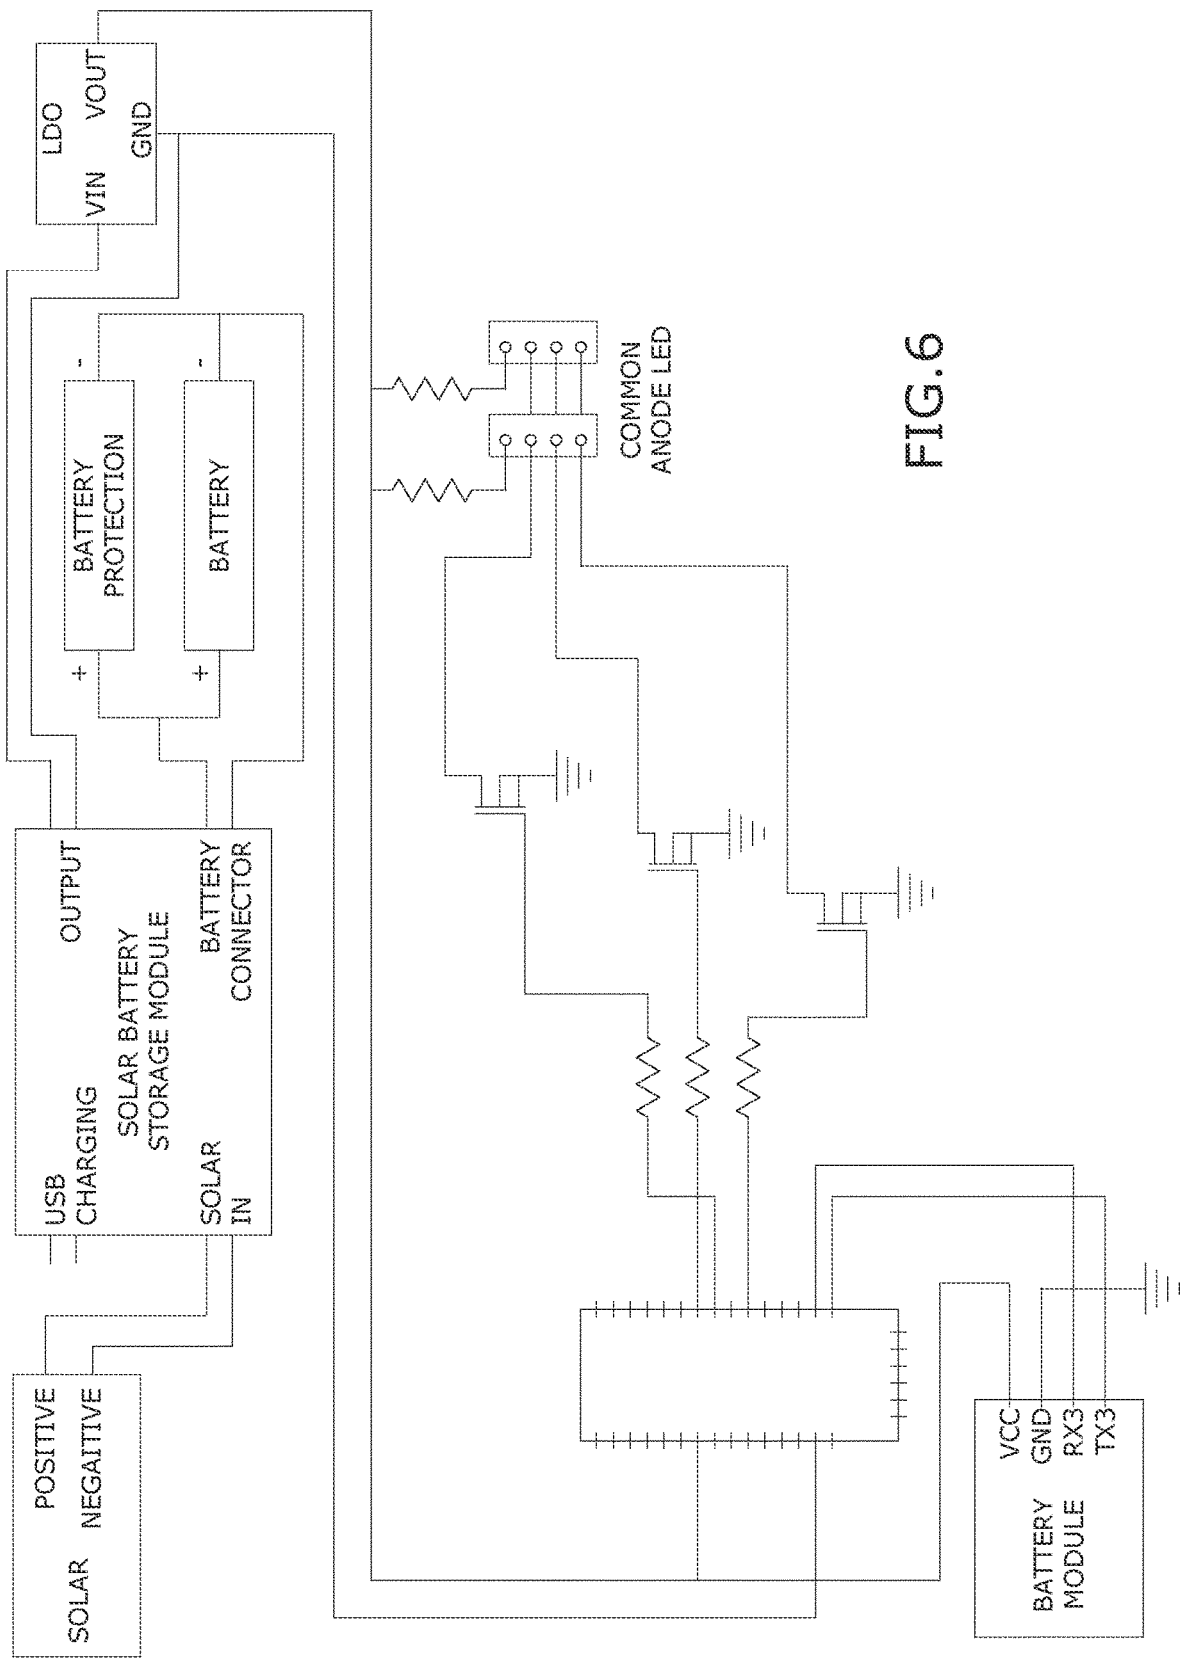 SOLAR
POSITIVE
NEGAITIVE
USB
CHARGING
SOLAR
IN
SOLAR BATTERY
STORAGE MODULE
OUTPUT
BATTERY
CONNECTOR
+
BATTERY
PROTECTION
-
+
BATTERY
-
LDO
VIN
VOUT
GND
COMMON
ANODE LED
BATTERY
MODULE
VCC
GND
RX3
TX3
FIG.6